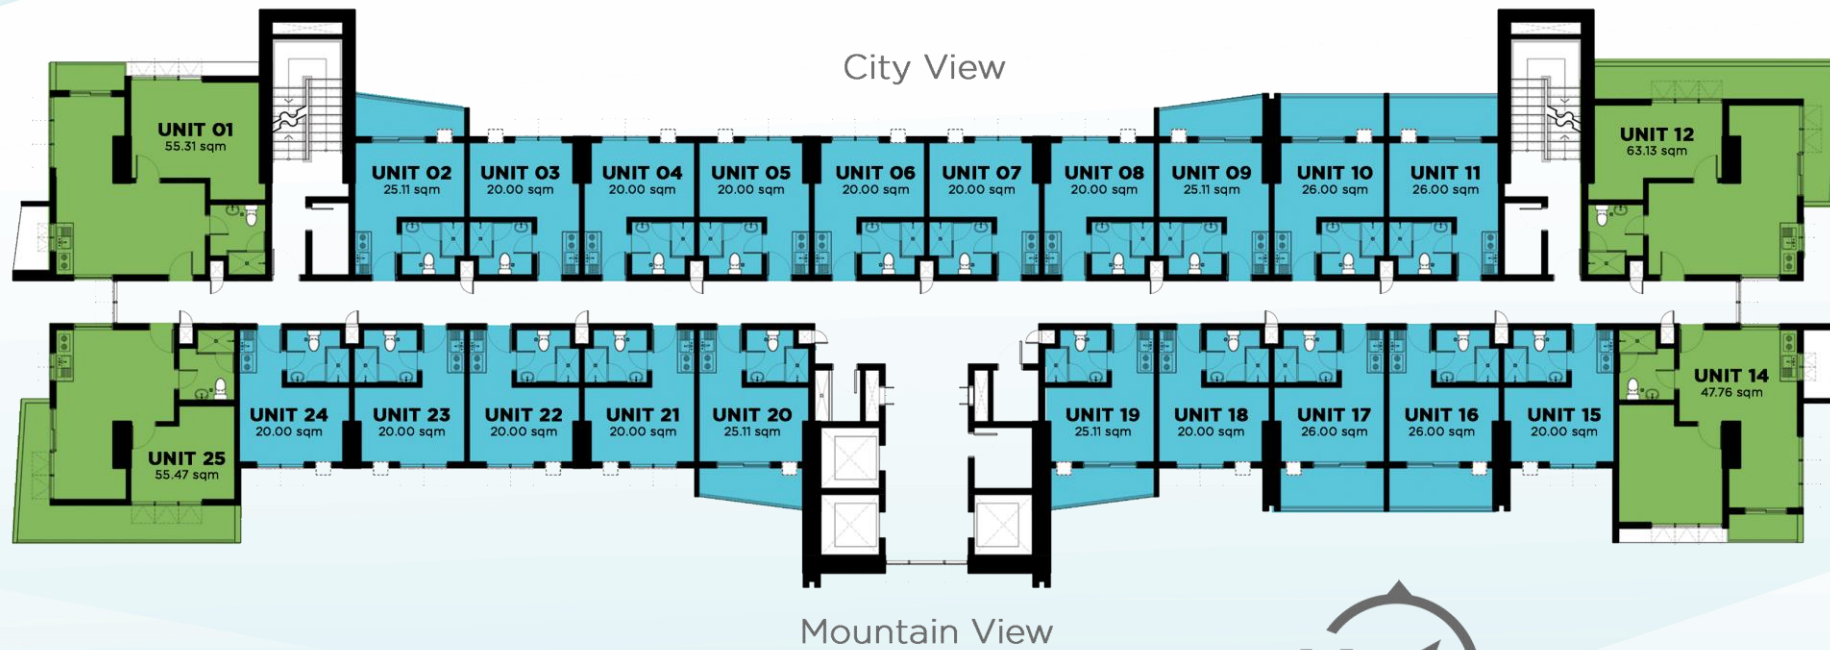 City View
UNIT 01
55.31 sqm
UNIT 02
25.11 sqm
UNIT 03
20.00 sqm
UNIT 04
20.00 sqm
UNIT 05
20.00 sqm
UNIT 06
20.00 sqm
UNIT 07
20.00 sqm
UNIT 08
20.00 sqm
UNIT 09
25.11 sqm
UNIT 10
26.00 sqm
UNIT 11
26.00 sqm
UNIT 12
63.13 sqm
UNIT 25
55.47 sqm
UNIT 24
20.00 sqm
UNIT 23
20.00 sqm
UNIT 22
20.00 sqm
UNIT 21
20.00 sqm
UNIT 20
25.11 sqm
UNIT 19
25.11 sqm
UNIT 18
20.00 sqm
UNIT 17
26.00 sqm
UNIT 16
26.00 sqm
UNIT 15
20.00 sqm
UNIT 14
47.76 sqm
Mountain View